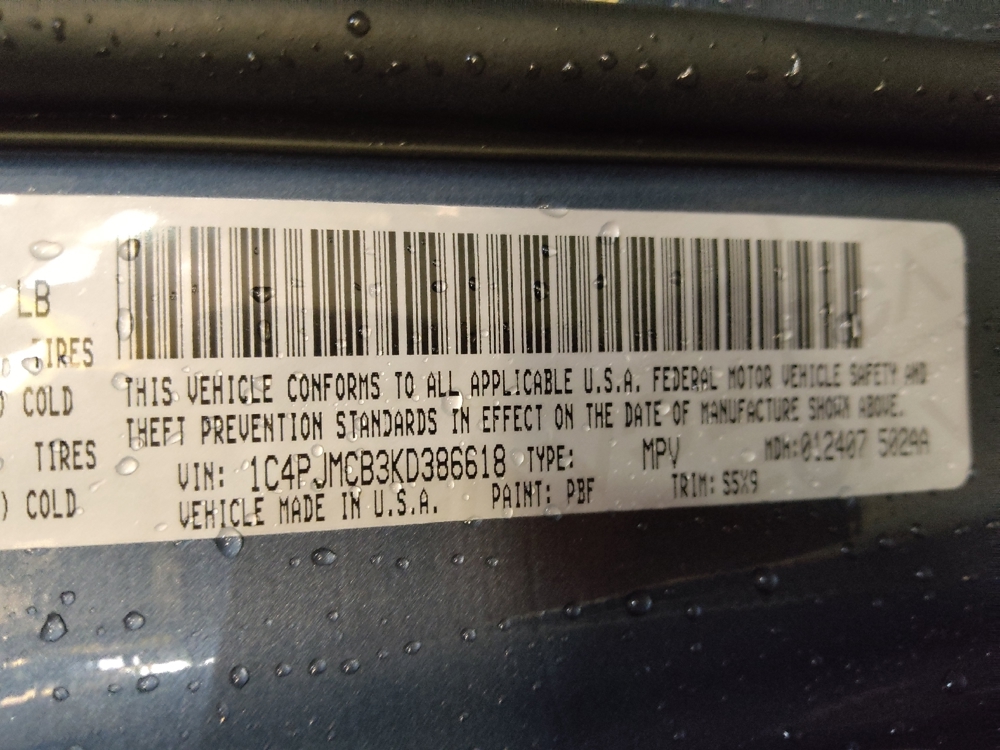 LB
TIRES
COLD
TIRES
) COLD
THIS VEHICLE CONFORMS TO ALL APPLICABLE U.S.A. FEDERAL MOTOR VEHICLE SAFETY AND
THEFT PREVENTION STANDARDS IN EFFECT ON THE DATE OF MANUFACTURE SHOWN ABOVE.
VIN: 1C4PJMCB3KD386618 TYPE: MPV MDH:012407 502AA
VEHICLE MADE IN U.S.A. PAINT: PBF TRIM: S5X9